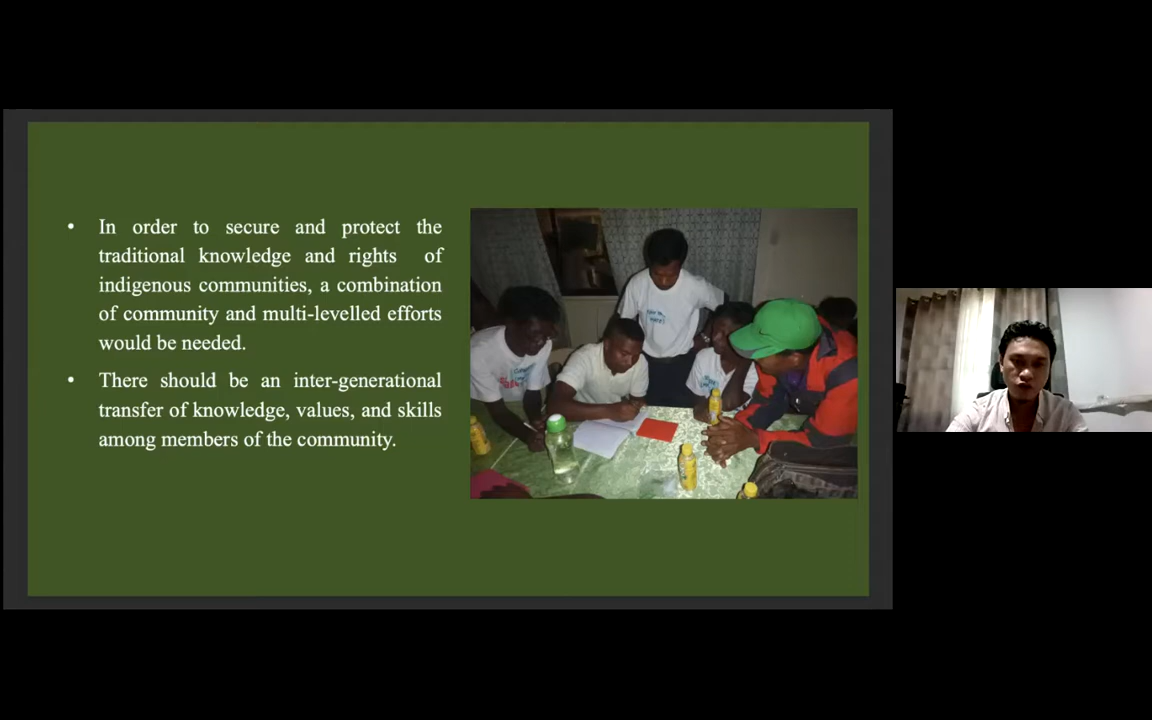 • In order to secure and protect the
traditional knowledge and rights of
indigenous communities, a combination
of community and multi-levelled efforts
would be needed.
• There should be an inter-generational
transfer of knowledge, values, and skills
among members of the community.